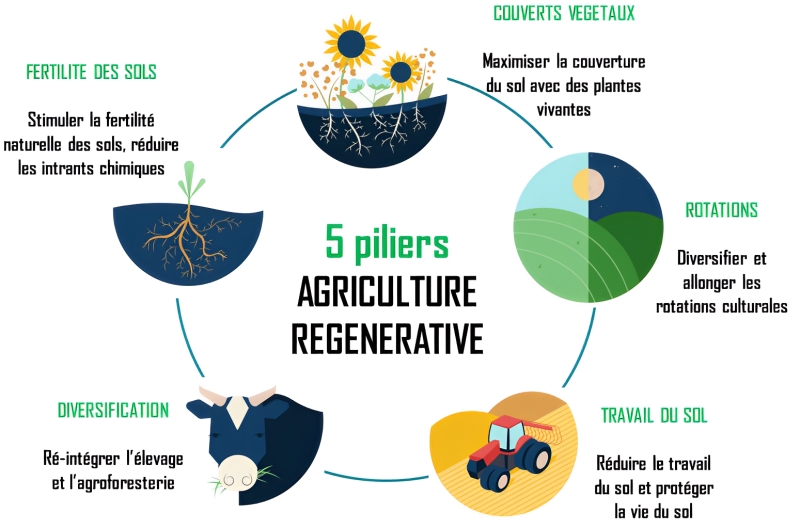 COUVERTS VEGETAUX
Maximiser la couverture
du sol avec des plantes
vivantes
FERTILITE DES SOLS
Stimuler la fertilité
naturelle des sols, réduire
les intrants chimiques
ROTATIONS
Diversifier et
allonger les
rotations culturales
5 piliers
AGRICULTURE
REGENERATIVE
DIVERSIFICATION
Ré-intégrer l'élevage
et l'agroforesterie
TRAVAIL DU SOL
Réduire le travail
du sol et protéger
la vie du sol